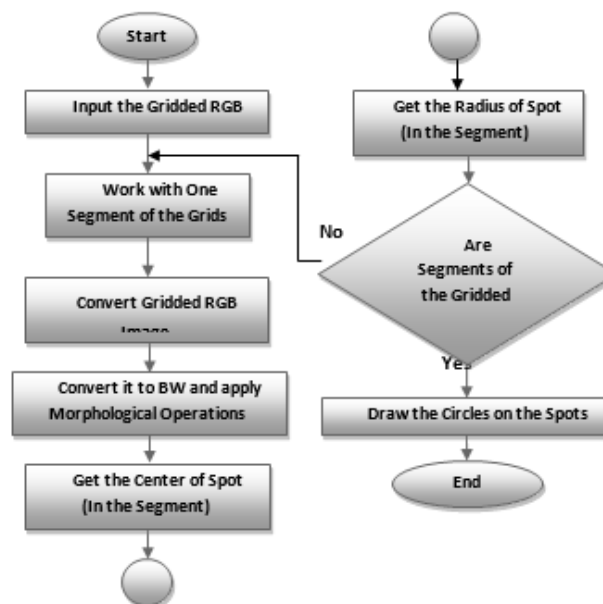 Start
Input the Gridded RGB
Work with One
Segment of the Grids
Convert Gridded RGB
Image
Convert it to BW and apply
Morphological Operations
Get the Center of Spot
(In the Segment)
Get the Radius of Spot
(In the Segment)
No
Are
Segments of
the Gridded
Yes
Draw the Circles on the Spots
End